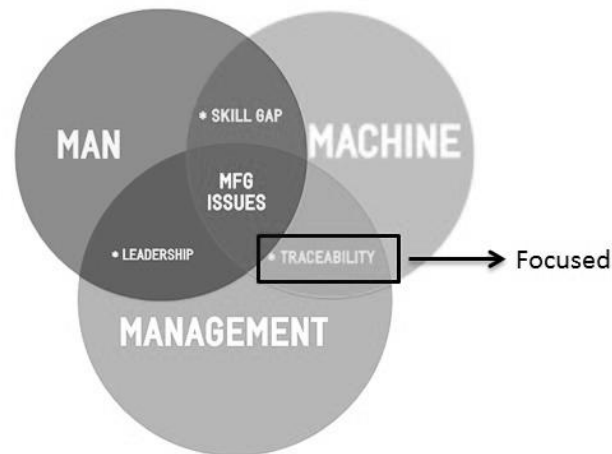 * SKILL GAP
MAN
MACHINE
MFG
ISSUES
* LEADERSHIP
* TRACEABILITY
Focused
MANAGEMENT